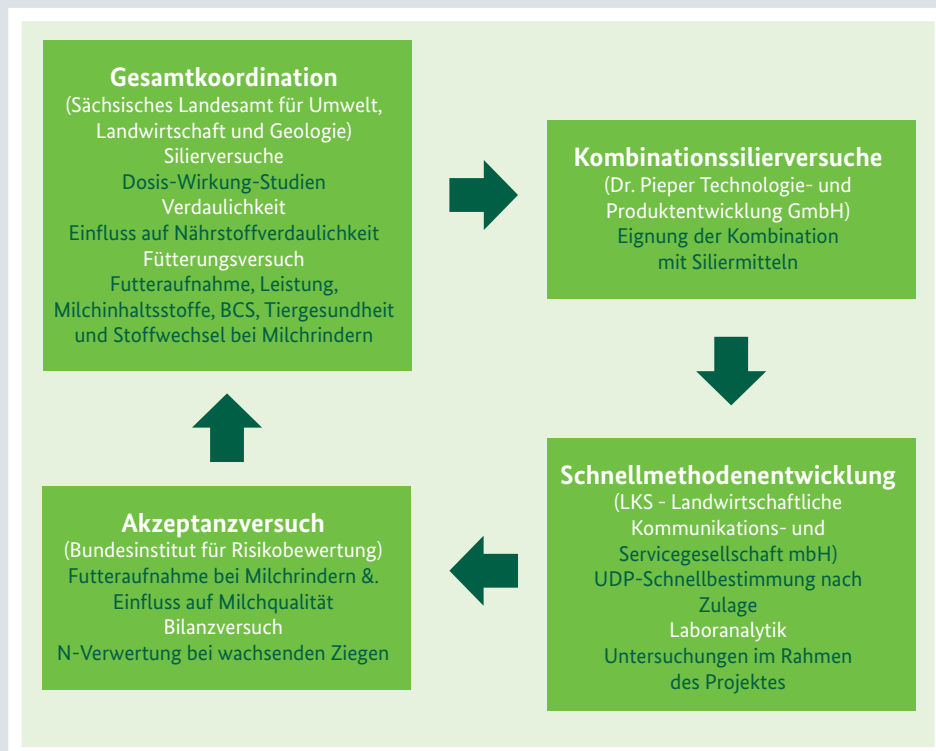 Gesamtkoordination
(Sächsisches Landesamt für Umwelt,
Landwirtschaft und Geologie)
Silierversuche
Dosis-Wirkung-Studien
Verdaulichkeit
Einfluss auf Nährstoffverdaulichkeit
Fütterungsversuch
Futteraufnahme, Leistung,
Milchinhaltsstoffe, BCS, Tiergesundheit
und Stoffwechsel bei Milchrindern
Kombinationssilierversuche
(Dr. Pieper Technologie- und
Produktentwicklung GmbH)
Eignung der Kombination
mit Siliermitteln
Schnellmethodenentwicklung
(LKS - Landwirtschaftliche
Kommunikations- und
Servicegesellschaft mbH)
UDP-Schnellbestimmung nach
Zulage
Laboranalytik
Untersuchungen im Rahmen
des Projektes
Akzeptanzversuch
(Bundesinstitut für Risikobewertung)
Futteraufnahme bei Milchrindern &.
Einfluss auf Milchqualität
Bilanzversuch
N-Verwertung bei wachsenden Ziegen